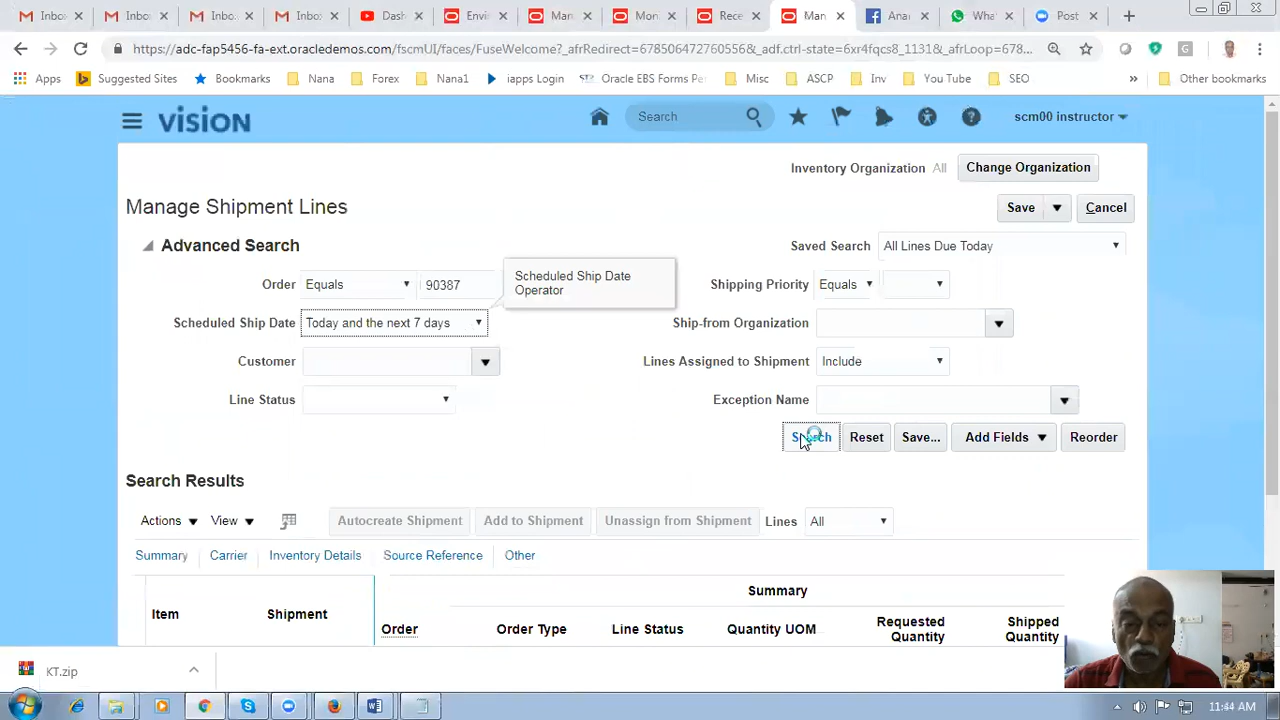 Inbo
Inbo
Inbo
Inbo
Dash
Envi
Man
Mon
Rece
Man
Ana
Wha
Post
https://adc-fap5456-fa-ext.oracledemos.com/fscmUI/faces/FuseWelcome?_afrRedirect=6785064727760556&_adf.ctrl-state=6xr4fqcs8_1131&_afrLoop=678...
Apps
Suggested Sites
Bookmarks
Nana
Forex
Nana1
iapps Login
Oracle EBS Forms Pe
Misc
ASCP
Inv
You Tube
SEO
»
Other bookmarks
VISION
Search
scm00 instructor
Inventory Organization All
Change Organization
Manage Shipment Lines
Save
Cancel
Advanced Search
Saved Search All Lines Due Today
Order Equals 90387
Scheduled Ship Date Operator
Shipping Priority Equals
Scheduled Ship Date Today and the next 7 days
Ship-from Organization
Customer
Lines Assigned to Shipment Include
Line Status
Exception Name
Search
Reset
Save...
Add Fields
Reorder
Search Results
Actions
View
Autocreate Shipment
Add to Shipment
Unassign from Shipment
Lines All
Summary
Carrier
Inventory Details
Source Reference
Other
Summary
Item
Shipment
Order
Order Type
Line Status
Quantity UOM
Requested Quantity
Shipped Quantity
KT.zip
11:44 AM